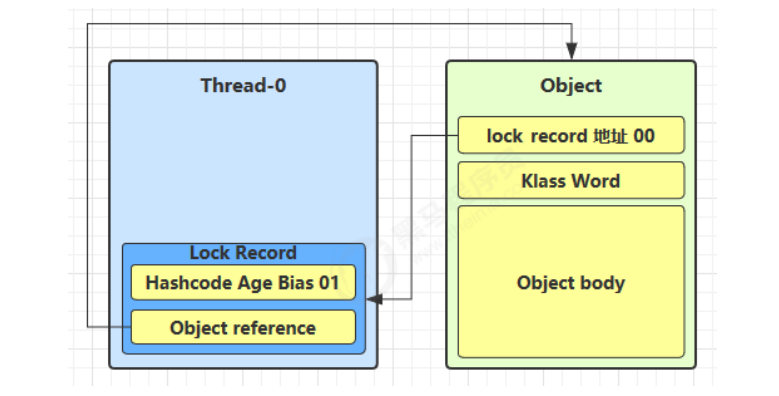 Thread-0
Lock Record
Hashcode Age Bias 01
Object reference
Object
lock record 地址 00
Klass Word
Object body